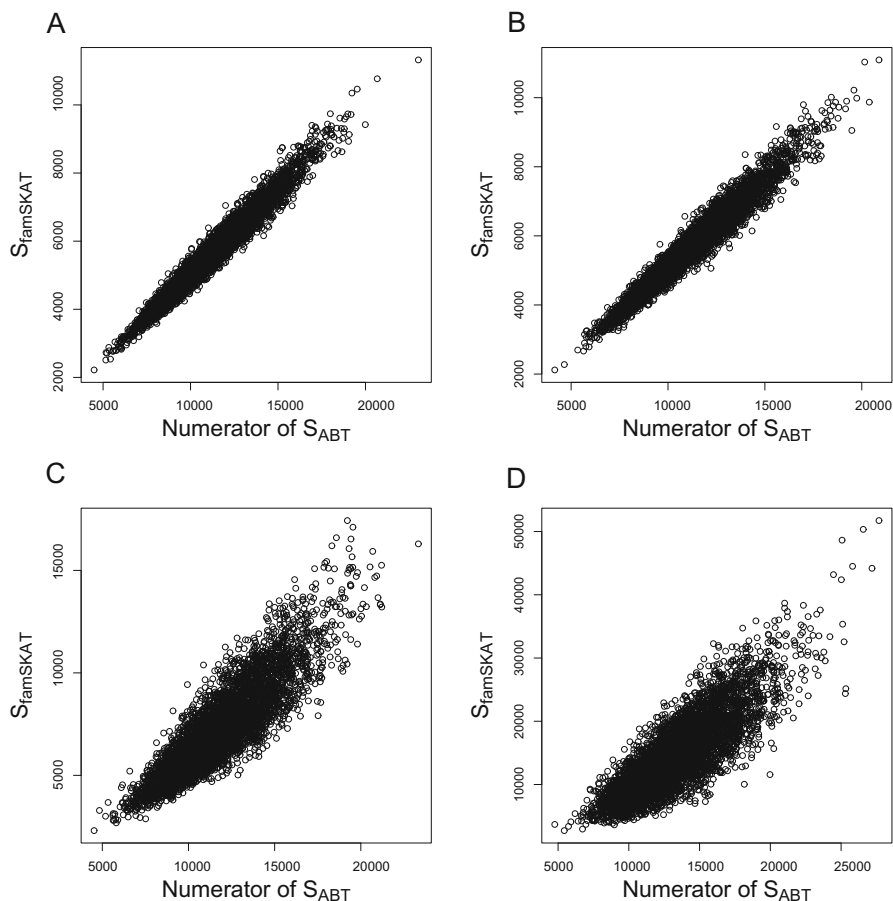 A
S_famSKAT
10000
8000
6000
4000
2000
5000 10000 15000 20000
Numerator of S_ABT
B
S_famSKAT
10000
8000
6000
4000
2000
5000 10000 15000 20000
Numerator of S_ABT
C
S_famSKAT
15000
10000
5000
5000 10000 15000 20000
Numerator of S_ABT
D
S_famSKAT
50000
40000
30000
20000
10000
5000 10000 15000 20000 25000
Numerator of S_ABT